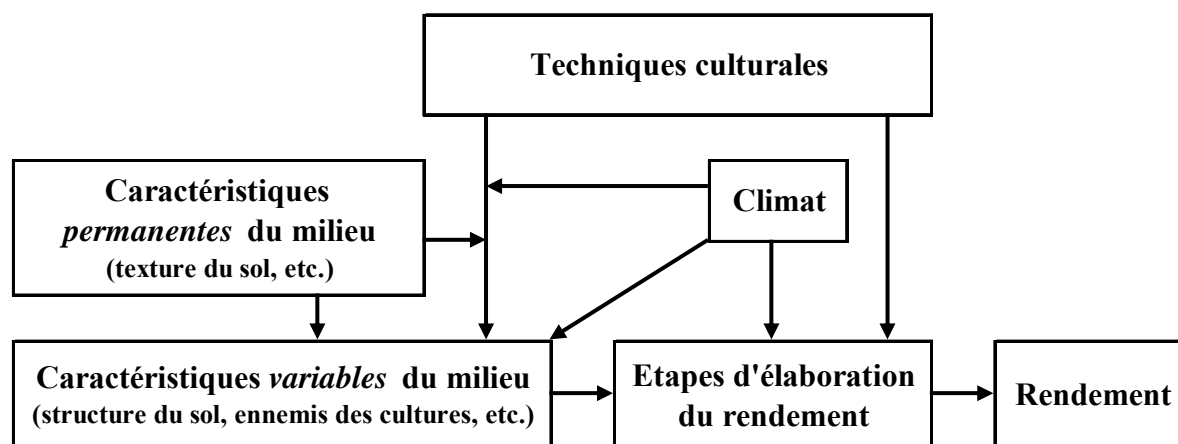 Techniques culturales
Caractéristiques
permanentes du milieu
(texture du sol, etc.)
Climat
Caractéristiques variables du milieu
(structure du sol, ennemis des cultures, etc.)
Etapes d'élaboration
du rendement
Rendement